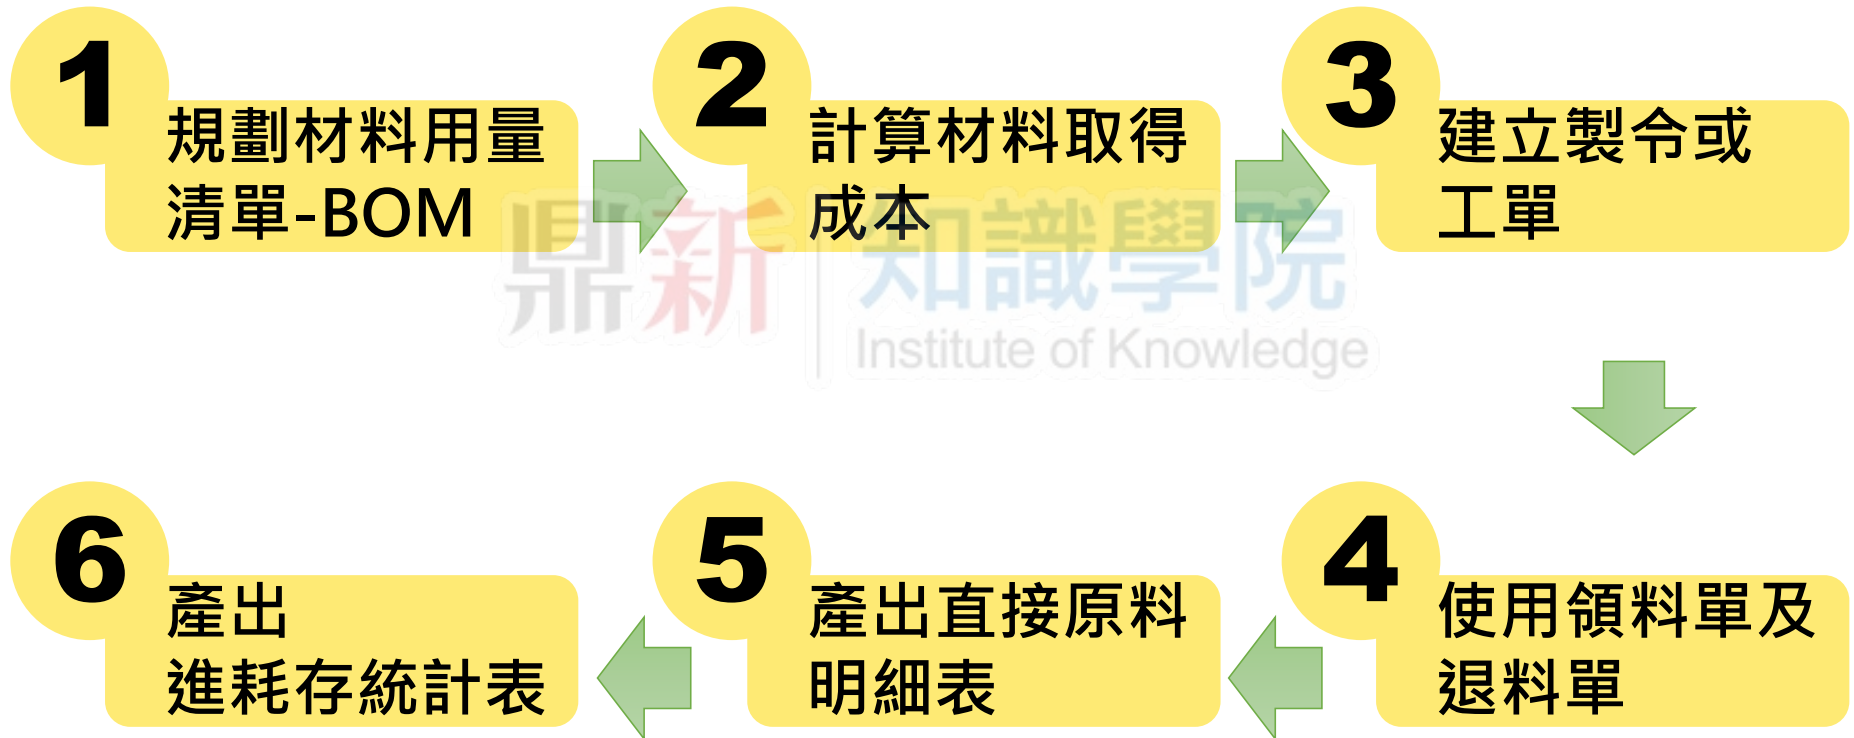 1
規劃材料用量
清單-BOM
2
計算材料取得
成本
3
建立製令或
工單
鼎新 知識學院
Institute of Knowledge
4
使用領料單及
退料單
5
產出直接原料
明細表
6
產出
進耗存統計表